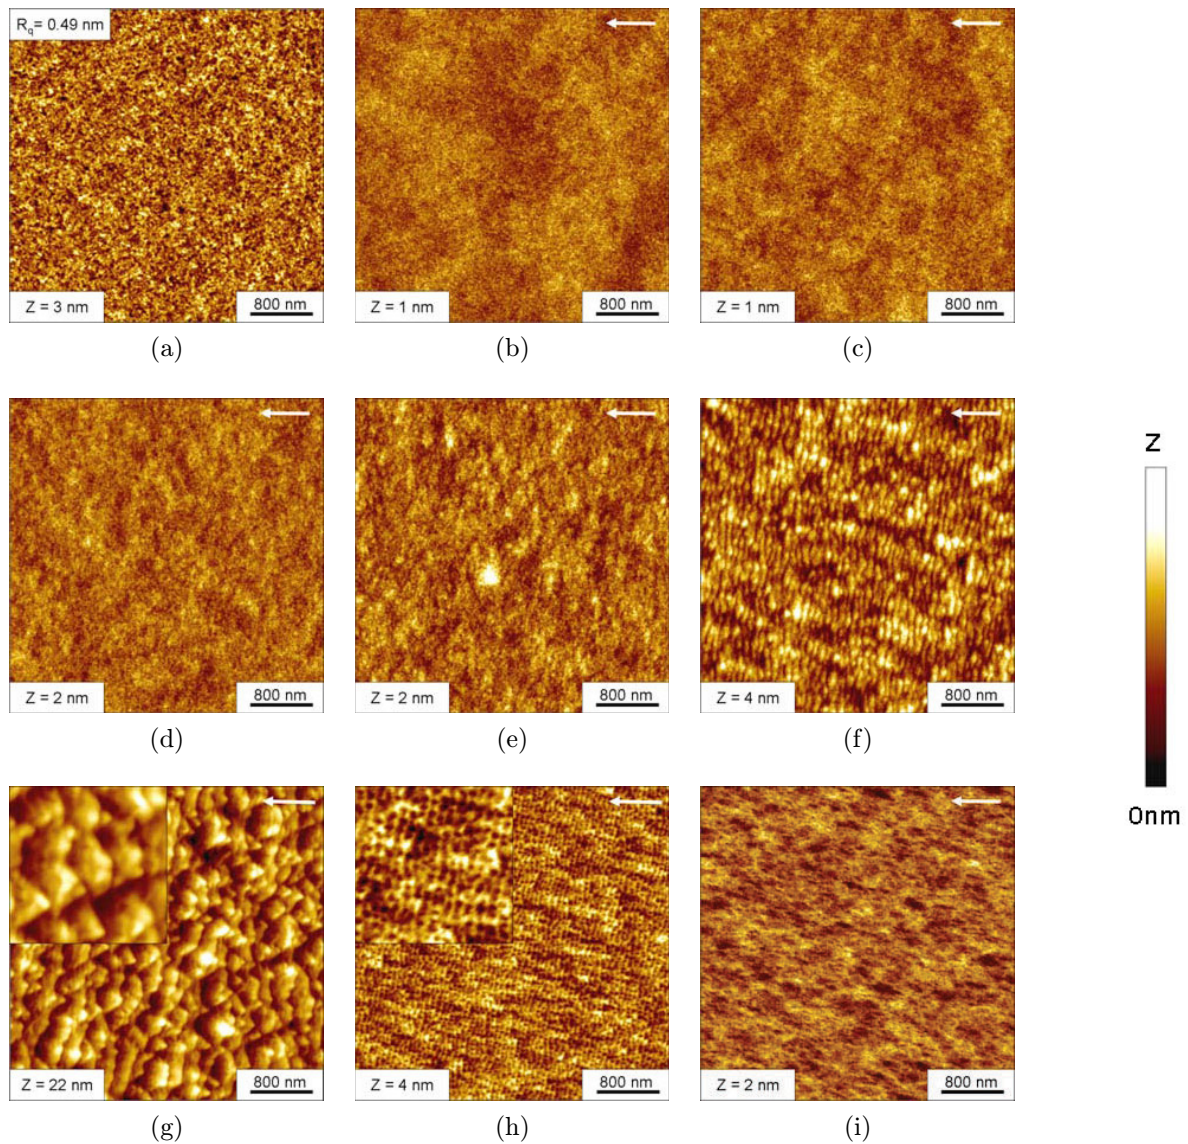 R_q= 0.49 nm
Z = 3 nm
800 nm
(a)
Z = 1 nm
800 nm
(b)
Z = 1 nm
800 nm
(c)
Z = 2 nm
800 nm
(d)
Z = 2 nm
800 nm
(e)
Z = 4 nm
800 nm
(f)
Z
0nm
Z = 22 nm
800 nm
(g)
Z = 4 nm
800 nm
(h)
Z = 2 nm
800 nm
(i)